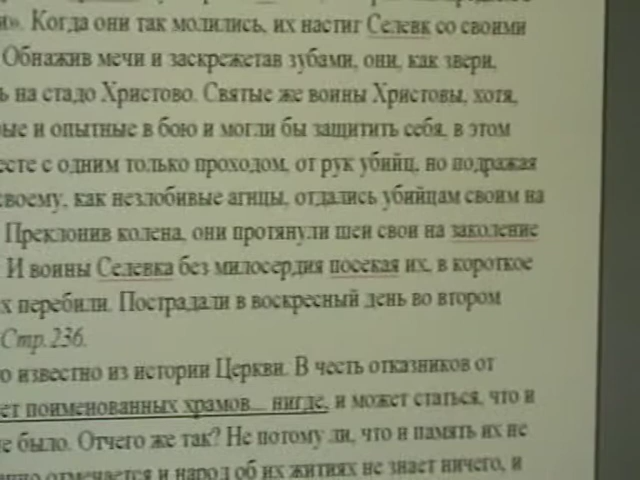 и». Когда они так молились, их настиг Селевк со своими
Обнажив мечи и заскрежетав зубами, они, как звери,
ь на стадо Христово. Святые же воины Христовы, хотя,
ые и опытные в бою и могли бы защитить себя, в этом
есте с одним только проходом, от рук убийц, но подражая
своему, как незлобивые агнцы, отдались убийцам своим на
Преклонив колена, они протянули шеи свои на заколение
И воины Селевка без милосердия посекая их, в короткое
х перебили. Пострадали в воскресный день во втором
Стр.236.
о известно из истории Церкви. В честь отказников от
ет поименованных храмов... нигде, и может статься, что и
е было. Отчего же так? Не потому ли, что и память их не
отмечается и народ об их житиях не знает ничего, и